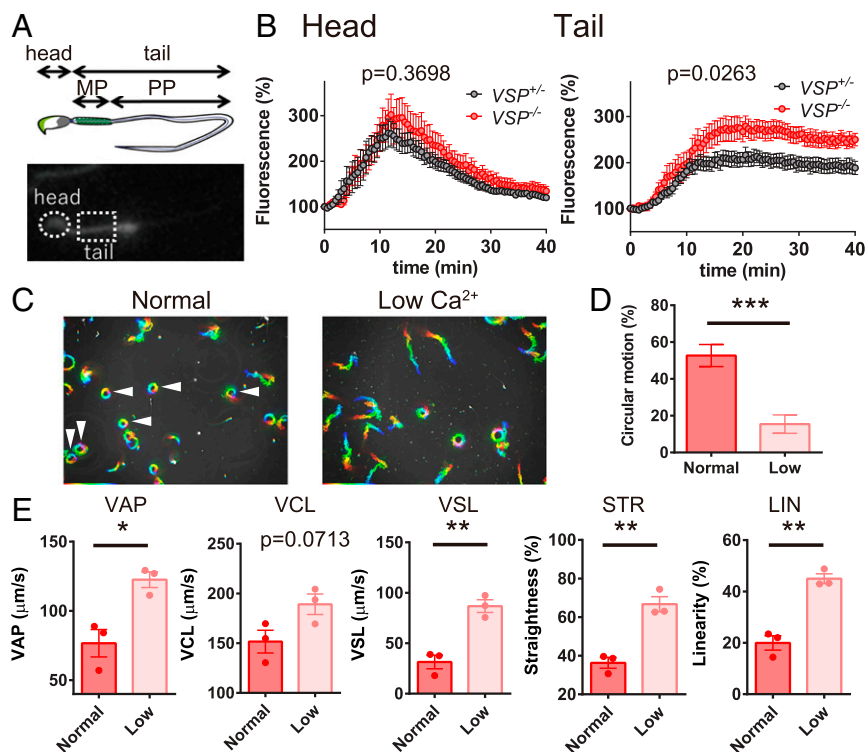 A
head tail
MP PP
head
tail
B Head
p=0.3698
VSP+/-
VSP-/-
Fluorescence (%)
300
200
100
0 10 20 30 40
time (min)
Tail
p=0.0263
VSP+/-
VSP-/-
Fluorescence (%)
300
200
100
0 10 20 30 40
time (min)
C Normal Low Ca2+
D
***
Circular motion (%)
80
60
40
20
0
Normal Low
E
VAP
*
VAP (μm/s)
150
125
100
75
50
Normal Low
VCL
p=0.0713
VCL (μm/s)
250
200
150
100
Normal Low
VSL
**
VSL (μm/s)
150
100
50
0
Normal Low
STR
**
Straightness (%)
100
80
60
40
20
Normal Low
LIN
**
Linearity (%)
60
40
20
0
Normal Low